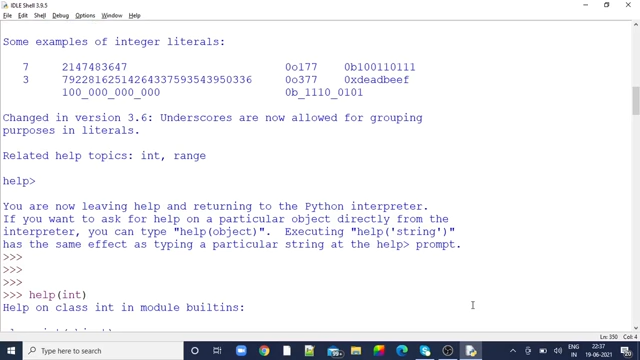 IDLE Shell 3.9.5
File Edit Shell Debug Options Window Help
Some examples of integer literals:
7 2147483647 0o177 0b100110111
3 79228162514264337593543950336 0o377 0xdeadbeef
100_000_000_000 0b_1110_0101
Changed in version 3.6: Underscores are now allowed for grouping
purposes in literals.
Related help topics: int, range
help>
You are now leaving help and returning to the Python interpreter.
If you want to ask for help on a particular object directly from the
interpreter, you can type "help(object)". Executing "help('string')"
has the same effect as typing a particular string at the help> prompt.
>>>
>>>
>>>
>>> help(int)
Help on class int in module builtins:
Ln: 350 Col: 4
Type here to search
99+
ENG
IN
22:37
19-06-2021